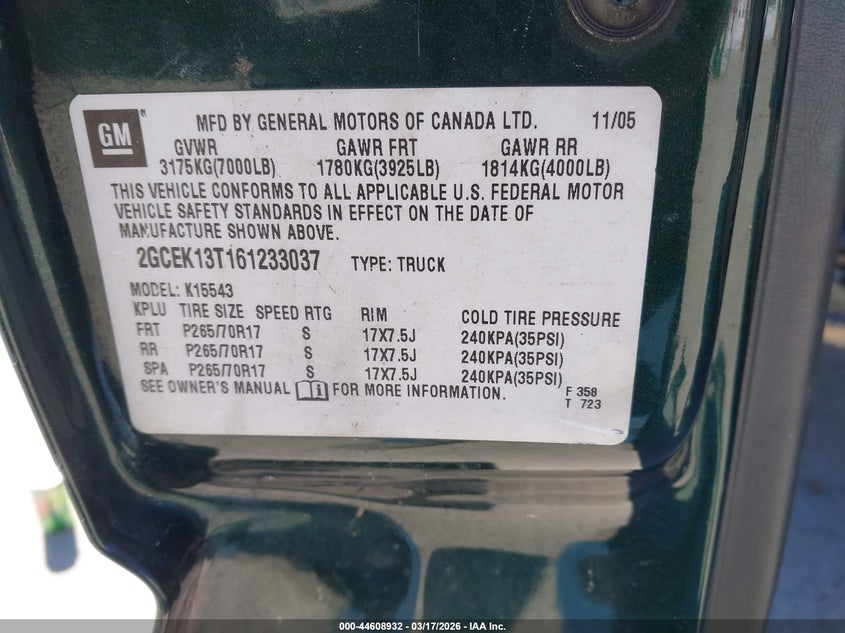 GM
MFD BY GENERAL MOTORS OF CANADA LTD. 11/05
GVWR GAWR FRT GAWR RR
3175KG(7000LB) 1780KG(3925LB) 1814KG(4000LB)
THIS VEHICLE CONFORMS TO ALL APPLICABLE U.S. FEDERAL MOTOR
VEHICLE SAFETY STANDARDS IN EFFECT ON THE DATE OF
MANUFACTURE SHOWN ABOVE.
2GCEK13T161233037 TYPE: TRUCK
MODEL: K15543
KPLU TIRE SIZE SPEED RTG RIM COLD TIRE PRESSURE
FRT P265/70R17 S 17X7.5J 240KPA(35PSI)
RR P265/70R17 S 17X7.5J 240KPA(35PSI)
SPA P265/70R17 S 17X7.5J 240KPA(35PSI)
SEE OWNER'S MANUAL FOR MORE INFORMATION. F 358
T 723
000-44608932 - 03/17/2026 - IAA Inc.